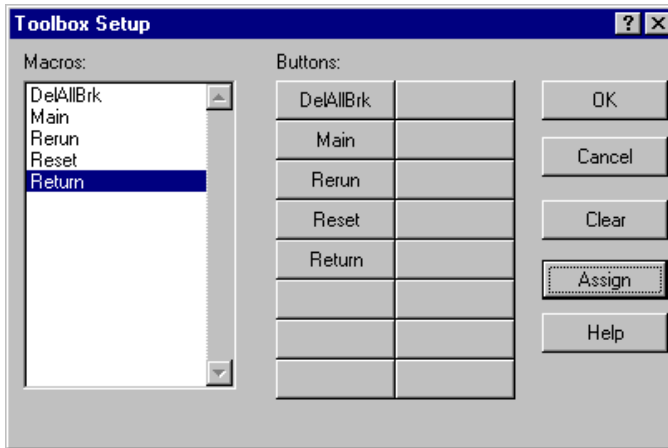 Toolbox Setup
Macros:
DelAllBrk
Main
Rerun
Reset
Return
Buttons:
DelAllBrk
Main
Rerun
Reset
Return
OK
Cancel
Clear
Assign
Help